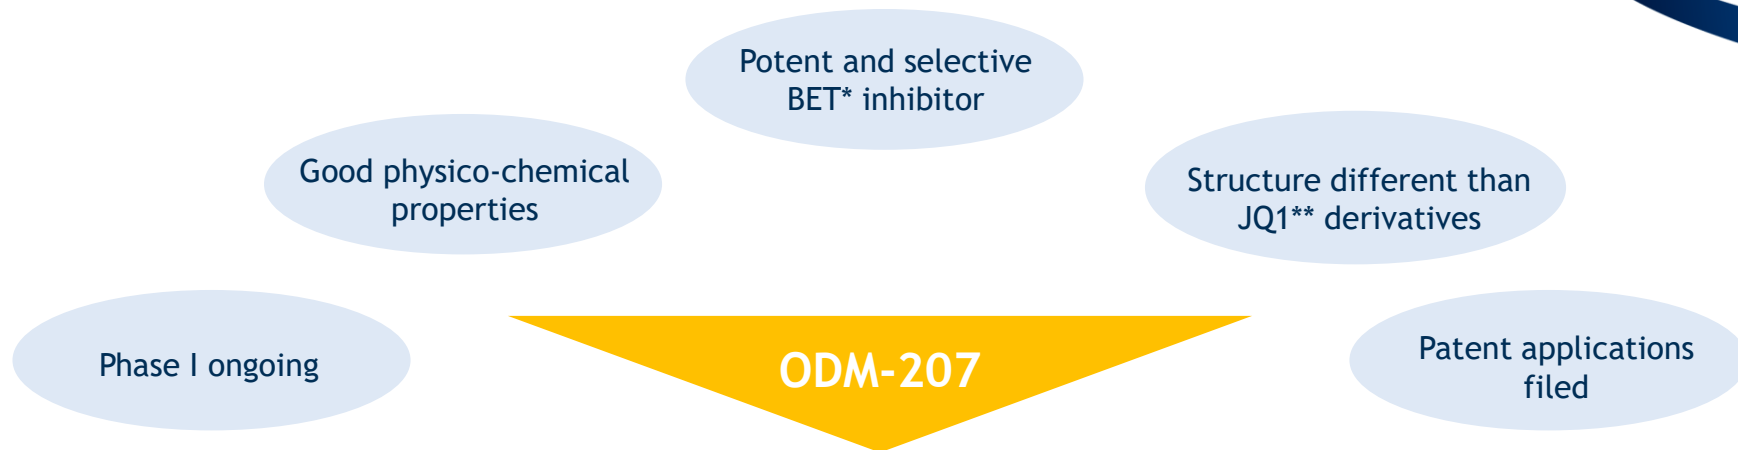 Potent and selective
BET* inhibitor
Good physico-chemical
properties
Structure different than
JQ1** derivatives
Phase I ongoing
ODM-207
Patent applications
filed